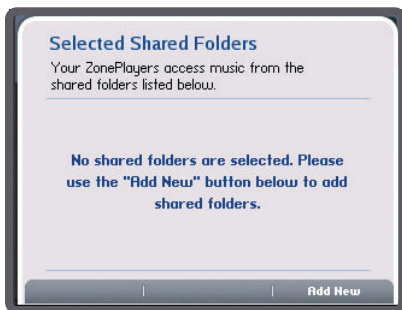 Selected Shared Folders
Your ZonePlayers access music from the
shared folders listed below.
No shared folders are selected. Please
use the "Add New" button below to add
shared folders.
Add New